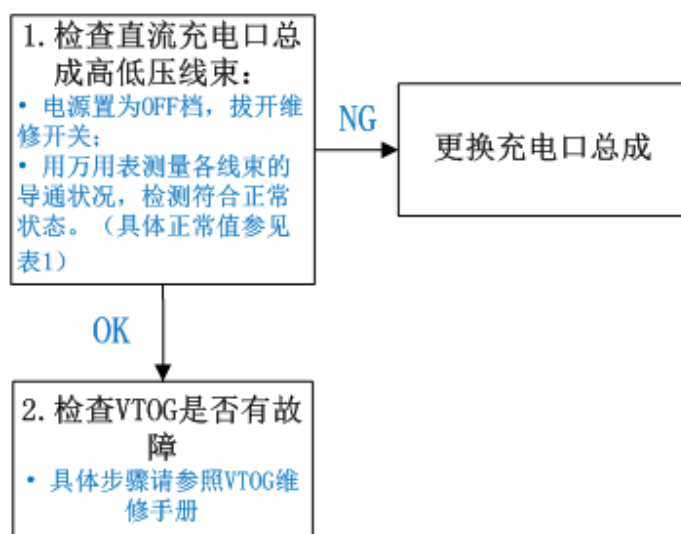 1.检查直流充电口总
成高低压线束：
• 电源置为OFF档，拔开维
修开关；
• 用万用表测量各线束的
导通状况，检测符合正常
状态。（具体正常值参见
表1）
NG
更换充电口总成
OK
2.检查VTOG是否有故
障
• 具体步骤请参照VTOG维
修手册